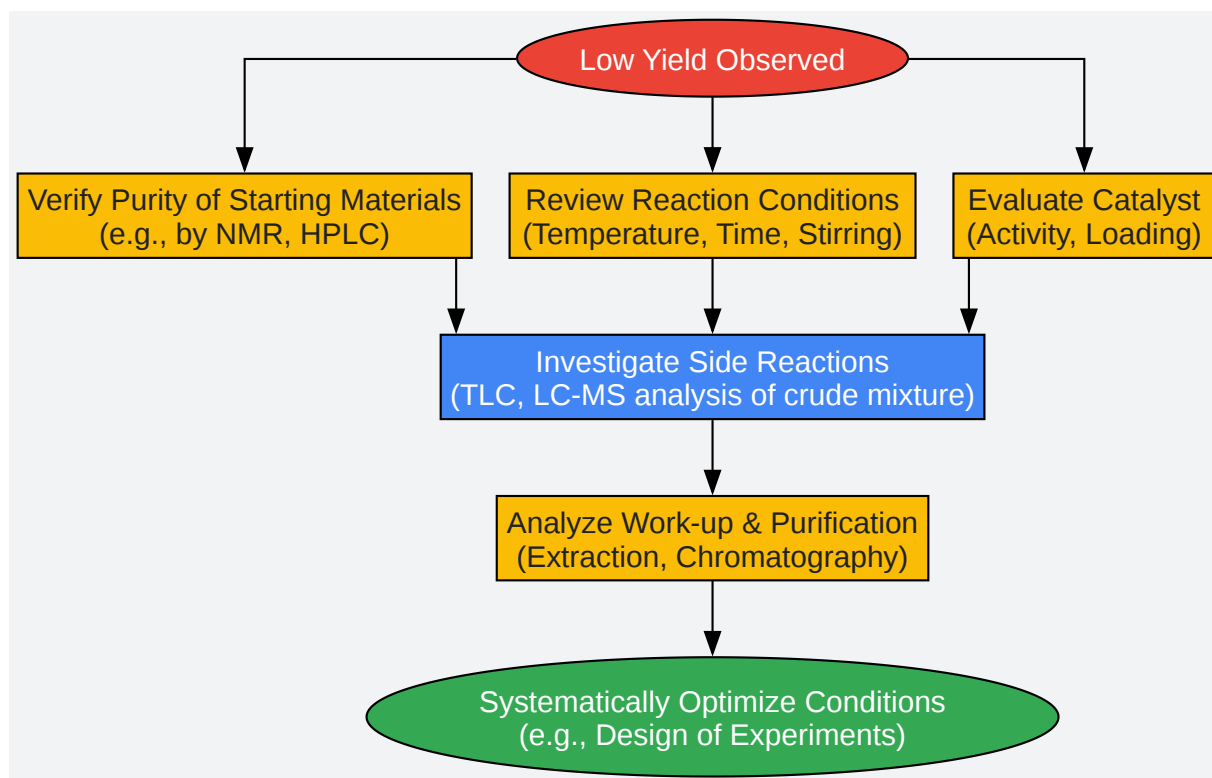 Low Yield Observed
Verify Purity of Starting Materials
(e.g., by NMR, HPLC)
Review Reaction Conditions
(Temperature, Time, Stirring)
Evaluate Catalyst
(Activity, Loading)
Investigate Side Reactions
(TLC, LC-MS analysis of crude mixture)
Analyze Work-up & Purification
(Extraction, Chromatography)
Systematically Optimize Conditions
(e.g., Design of Experiments)